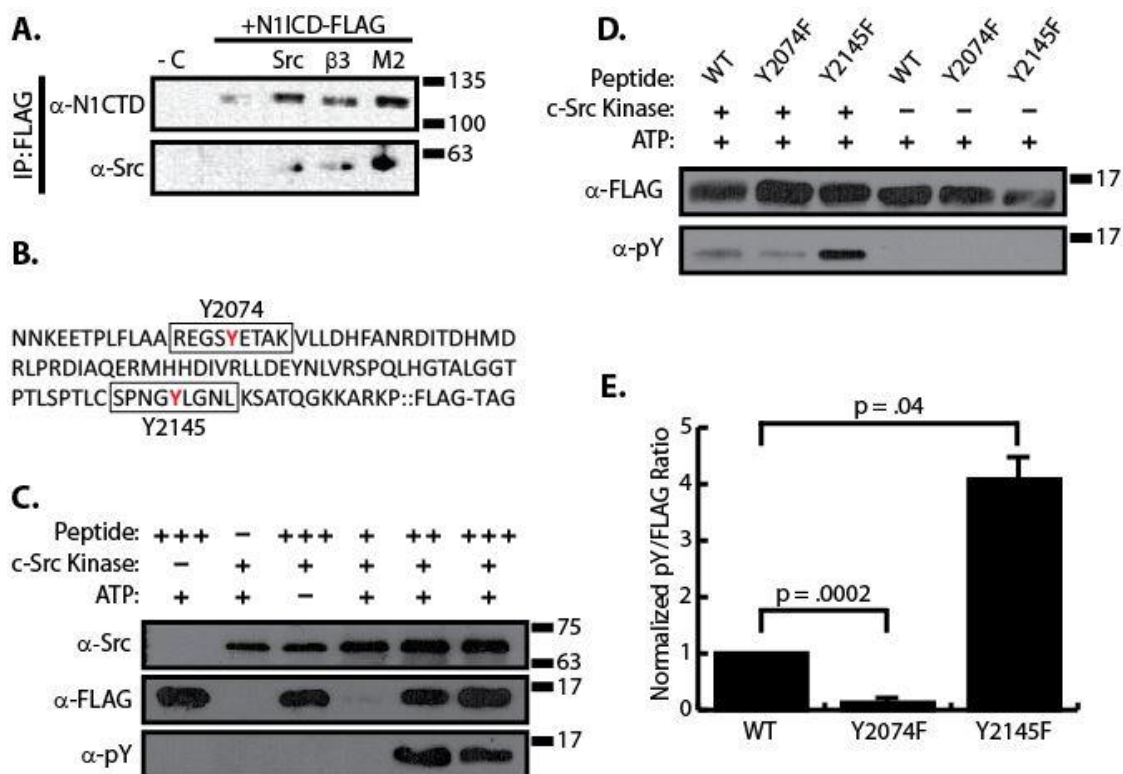 A.
+N1ICD-FLAG
- C Src β3 M2
IP:FLAG
α-N1CTD
135
100
α-Src
63
B.
Y2074
NNKEETPLFLAA REGSYETAK VLLDHFANRDITDHMD
RLPRDIAQERMHHDIVRLLDEYNLVRSPQLHGTALGGT
PTLSPTLC SPNGYLGNL KSATQGKKARKP::FLAG-TAG
Y2145
C.
Peptide: +++ – +++ + ++ +++
c-Src Kinase: – + + + + +
ATP: + + – + + +
α-Src
75
63
α-FLAG
17
α-pY
17
D.
Peptide: WT Y2074F Y2145F WT Y2074F Y2145F
c-Src Kinase: + + + – – –
ATP: + + + + + +
α-FLAG
17
α-pY
17
E.
Normalized pY/FLAG Ratio
5
4
3
2
1
0
p = .04
p = .0002
WT Y2074F Y2145F